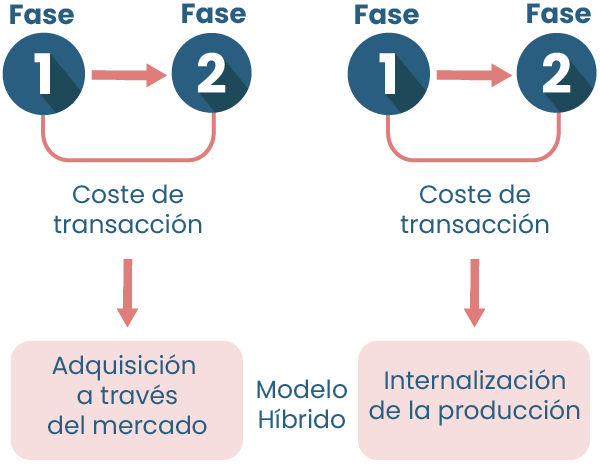 Fase
Fase
1
2
Coste de
transacción
Adquisición
a través
del mercado
Modelo
Híbrido
Fase
Fase
1
2
Coste de
transacción
Internalización
de la producción